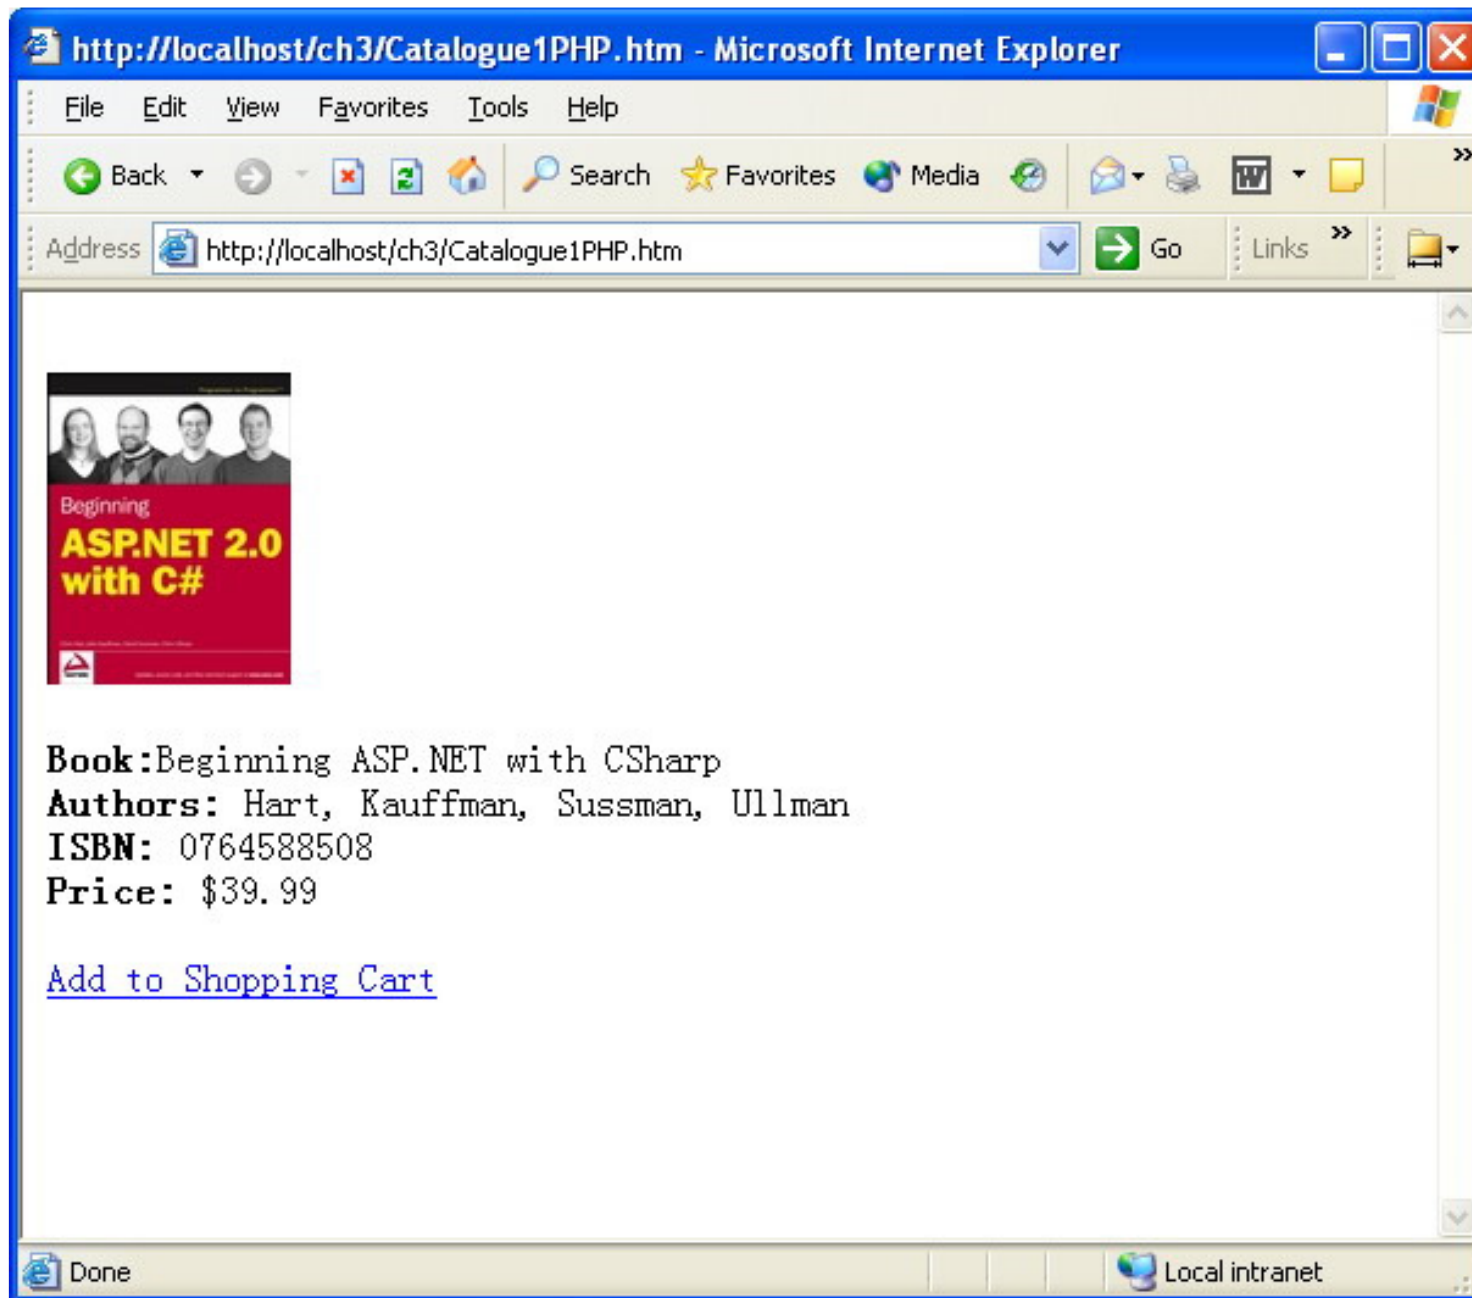 http://localhost/ch3/Catalogue1PHP.htm - Microsoft Internet Explorer
File Edit View Favorites Tools Help
Back Search Favorites Media W »
Address http://localhost/ch3/Catalogue1PHP.htm Go Links »
Beginning
ASP.NET 2.0
with C#
Book:Beginning ASP.NET with CSharp
Authors: Hart, Kauffman, Sussman, Ullman
ISBN: 0764588508
Price: $39.99
Add to Shopping Cart
Done Local intranet